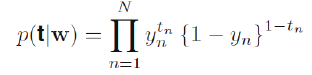 p(𝐭|𝐰) = ∏_{n=1}^{N} y_n^{t_n} {1 − y_n}^{1−t_n}